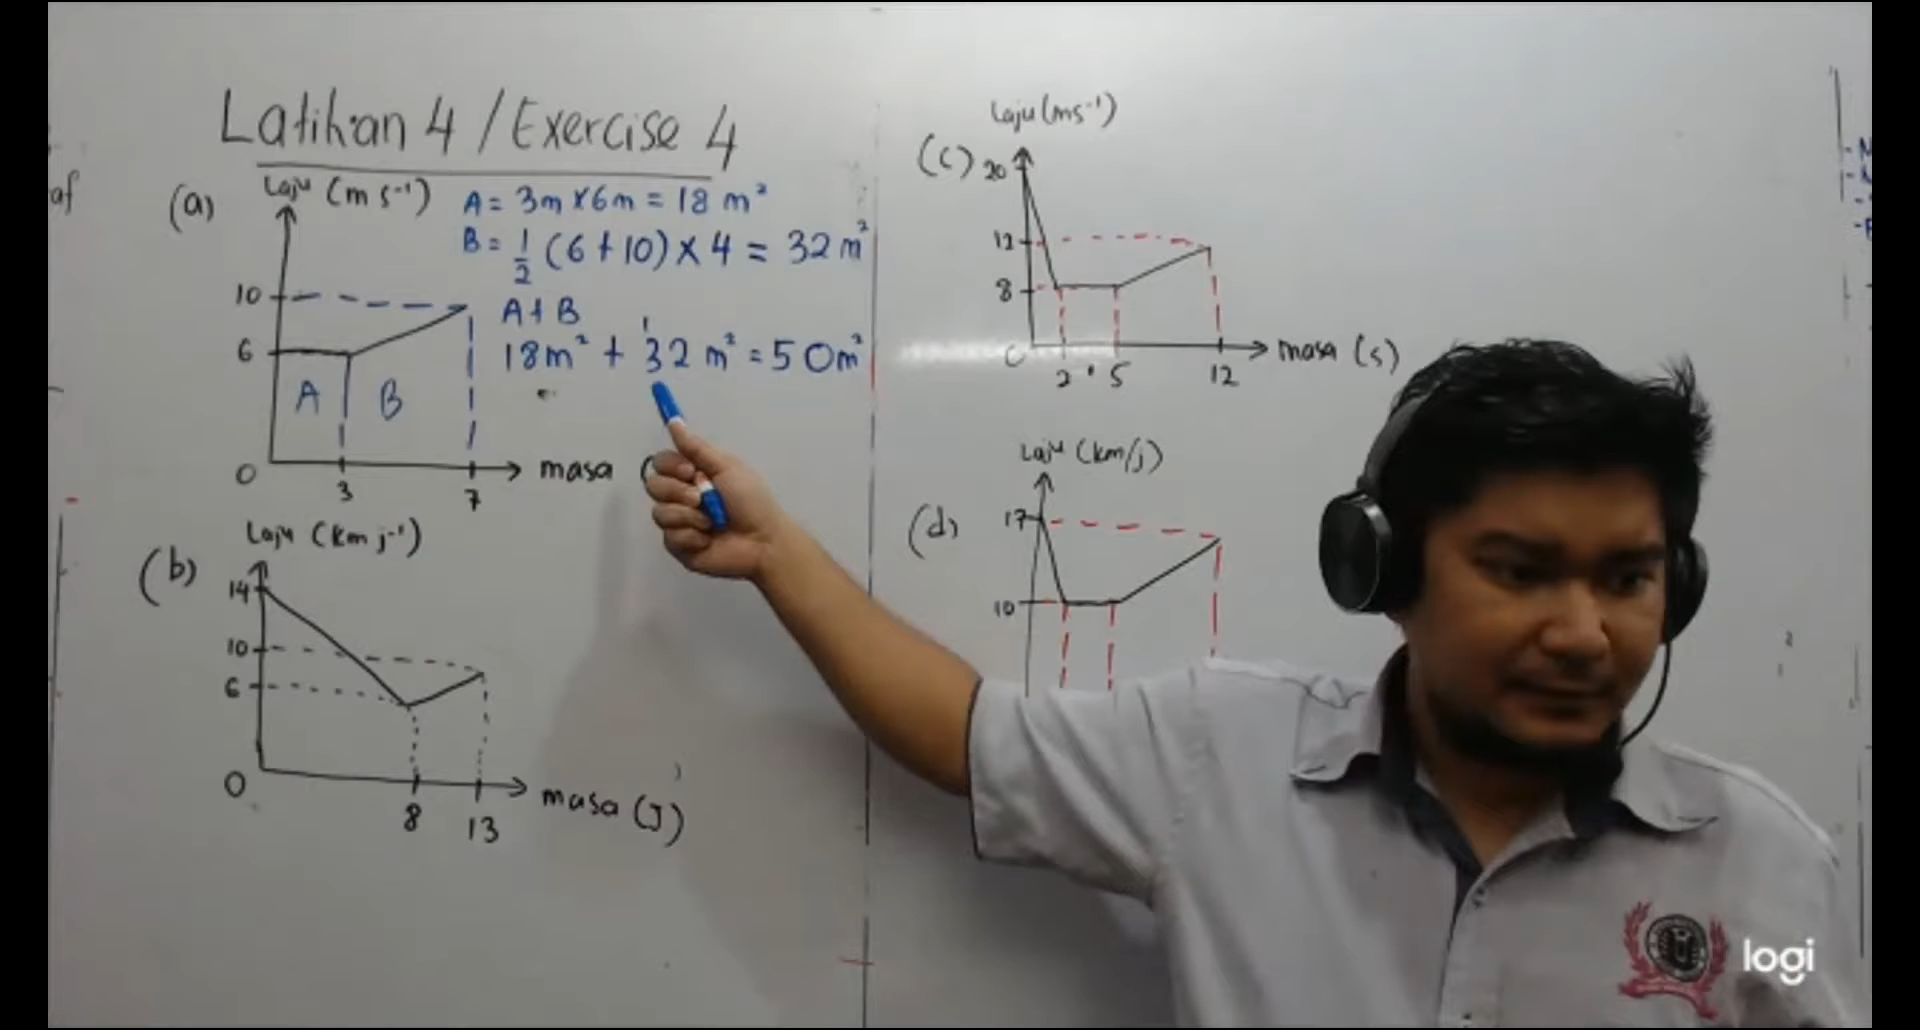 Latihan 4 / Exercise 4
(a)
Laju (m s⁻¹)
A = 3m × 6m = 18 m²
B = 1/2 (6 + 10) × 4 = 32 m²
A + B
1
18m² + 32 m² = 50m²
10
6
A B
0 3 7 masa (
(b)
Laju (km j⁻¹)
14
10
6
0 8 13 masa (J)
(c)
Laju (ms⁻¹)
20
12
8
0 2 5 12 masa (s)
(d)
Laju (km/j)
17
10
af
logi